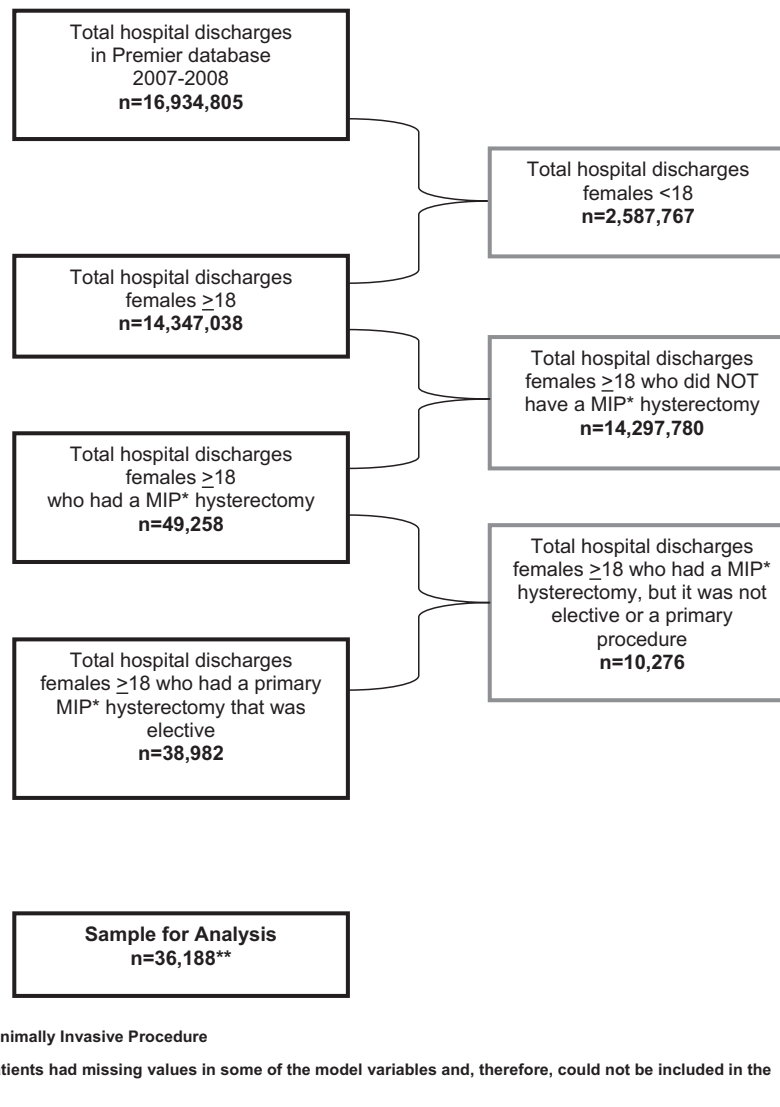 Total hospital discharges
in Premier database
2007-2008
n=16,934,805
Total hospital discharges
females <18
n=2,587,767
Total hospital discharges
females ≥18
n=14,347,038
Total hospital discharges
females ≥18 who did NOT
have a MIP* hysterectomy
n=14,297,780
Total hospital discharges
females ≥18
who had a MIP* hysterectomy
n=49,258
Total hospital discharges
females ≥18 who had a MIP*
hysterectomy, but it was not
elective or a primary
procedure
n=10,276
Total hospital discharges
females ≥18 who had a primary
MIP* hysterectomy that was
elective
n=38,982
Sample for Analysis
n=36,188**
nimally Invasive Procedure
tients had missing values in some of the model variables and, therefore, could not be included in the